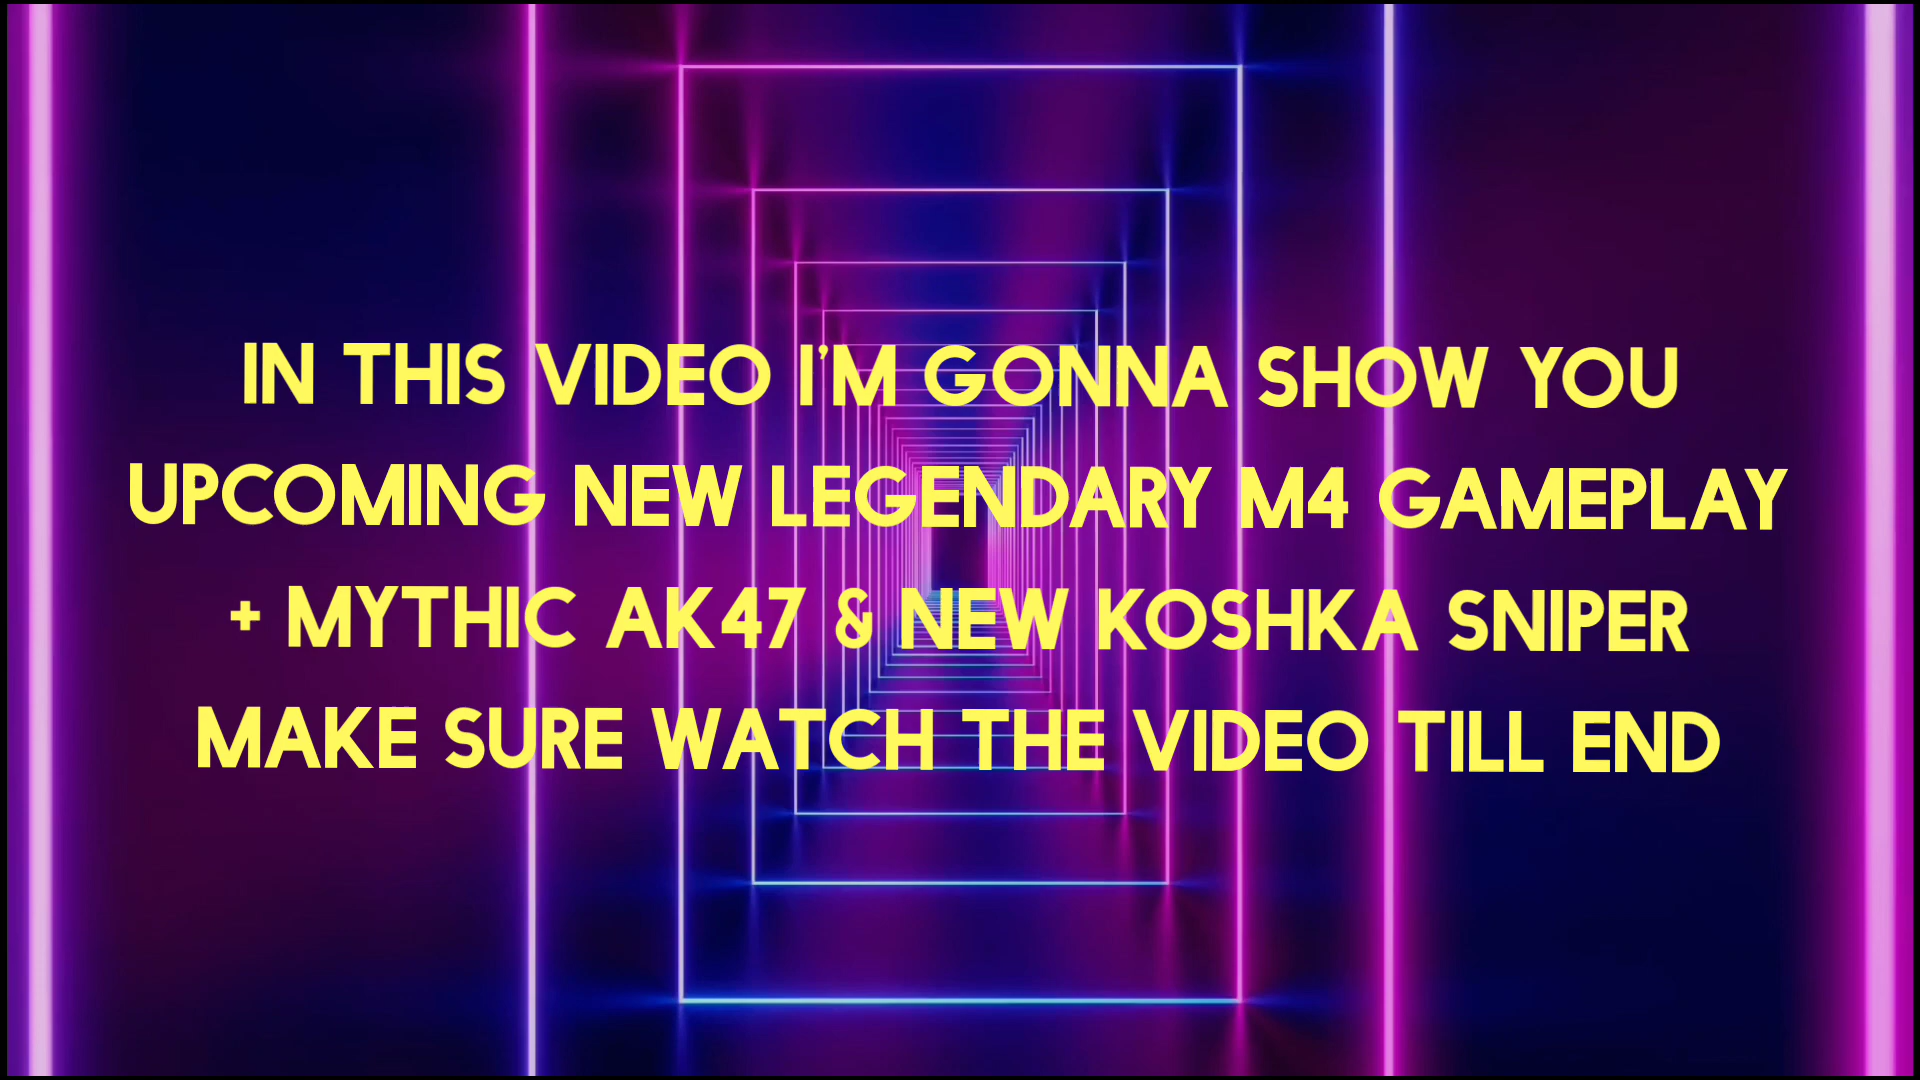 IN THIS VIDEO I'M GONNA SHOW YOU
UPCOMING NEW LEGENDARY M4 GAMEPLAY
+ MYTHIC AK47 & NEW KOSHKA SNIPER
MAKE SURE WATCH THE VIDEO TILL END